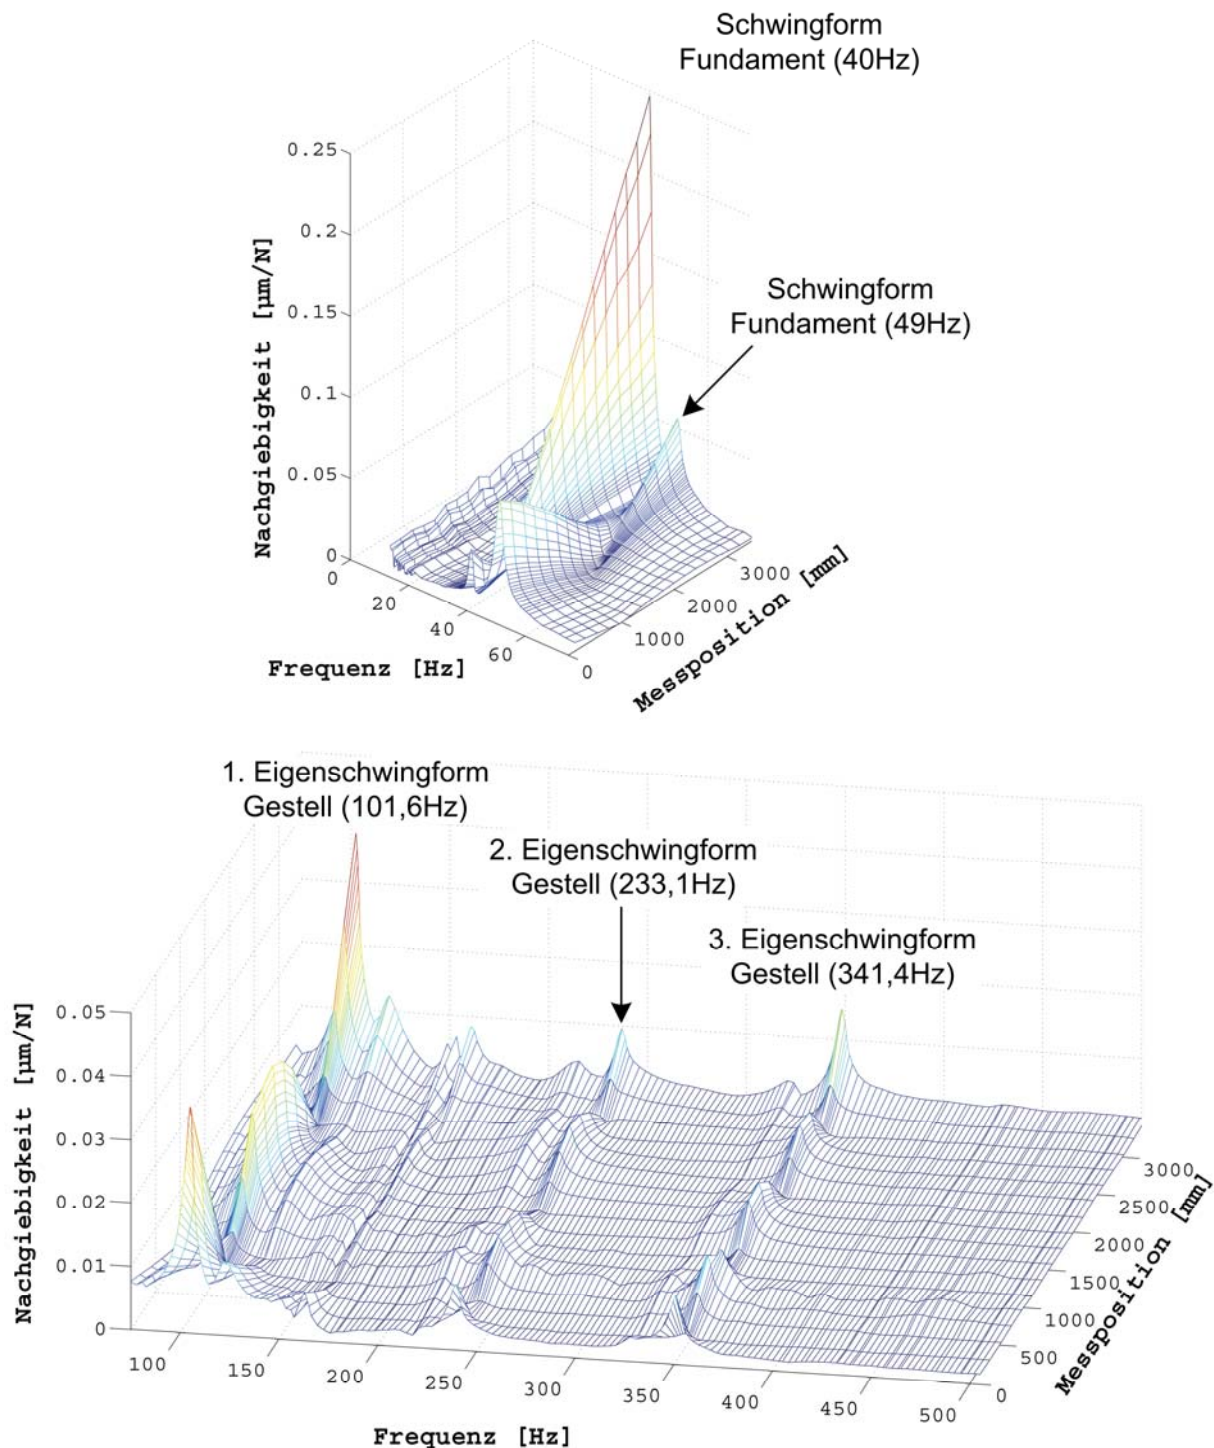 Schwingform
Fundament (40Hz)
0.25
0.2
0.15
0.1
0.05
0
Nachgiebigkeit [µm/N]
Schwingform
Fundament (49Hz)
0
20
40
60
Frequenz [Hz]
0
1000
2000
3000
Messposition [mm]
1. Eigenschwingform
Gestell (101,6Hz)
2. Eigenschwingform
Gestell (233,1Hz)
3. Eigenschwingform
Gestell (341,4Hz)
0.05
0.04
0.03
0.02
0.01
0
Nachgiebigkeit [µm/N]
100
150
200
250
300
350
400
450
500
Frequenz [Hz]
0
500
1000
1500
2000
2500
3000
Messposition [mm]